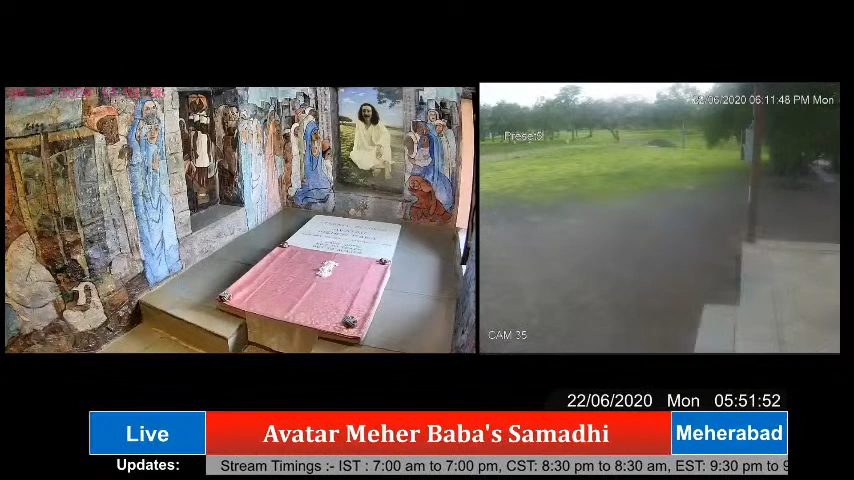 22/06/2020 06:11:48 PM Mon
Preset9
CAM 35
22/06/2020 Mon 05:51:52
Live
Avatar Meher Baba's Samadhi
Meherabad
Updates:
Stream Timings :- IST : 7:00 am to 7:00 pm, CST: 8:30 pm to 8:30 am, EST: 9:30 pm to 9